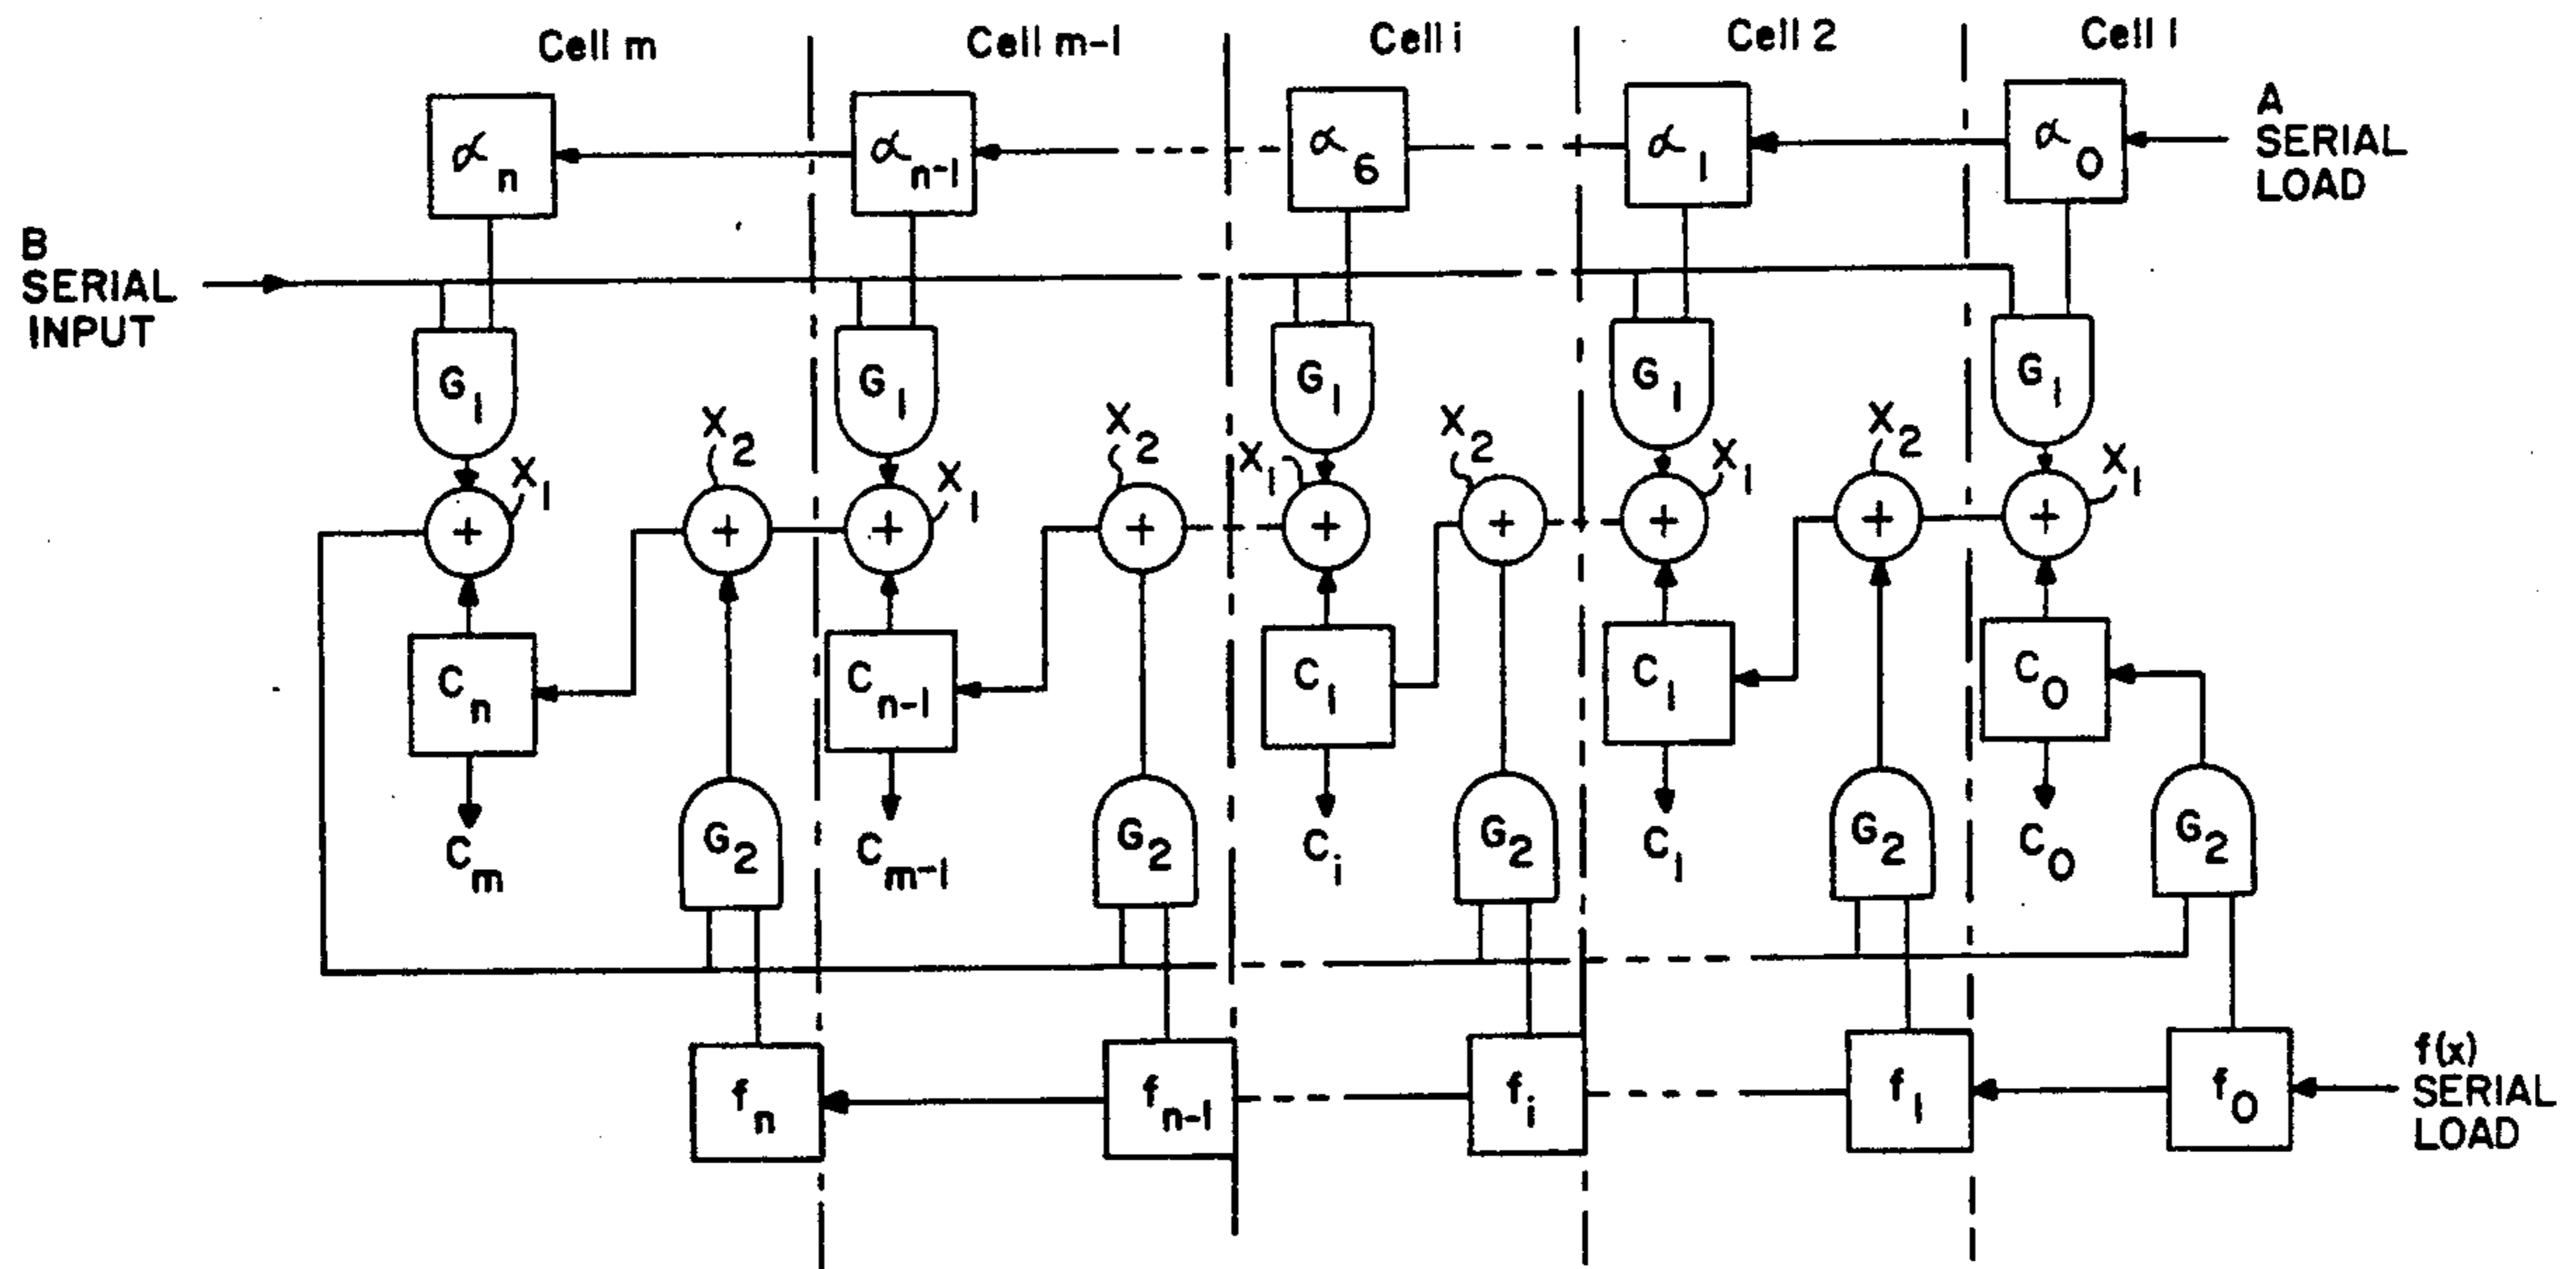 Cell m Cell m-1 Cell i Cell 2 Cell 1
α n α n-1 α 6 α 1 α 0
A
SERIAL
LOAD
B
SERIAL
INPUT
G1 G1 G1 G1 G1
X1 X2 X1 X2 X1 X2 X1 X2 X1
+ + + + + + + + +
Cn Cn-1 C1 C1 C0
G2 G2 G2 G2 G2
Cm Cm-1 Ci C1 C0
fn fn-1 fi f1 f0
f(x)
SERIAL
LOAD